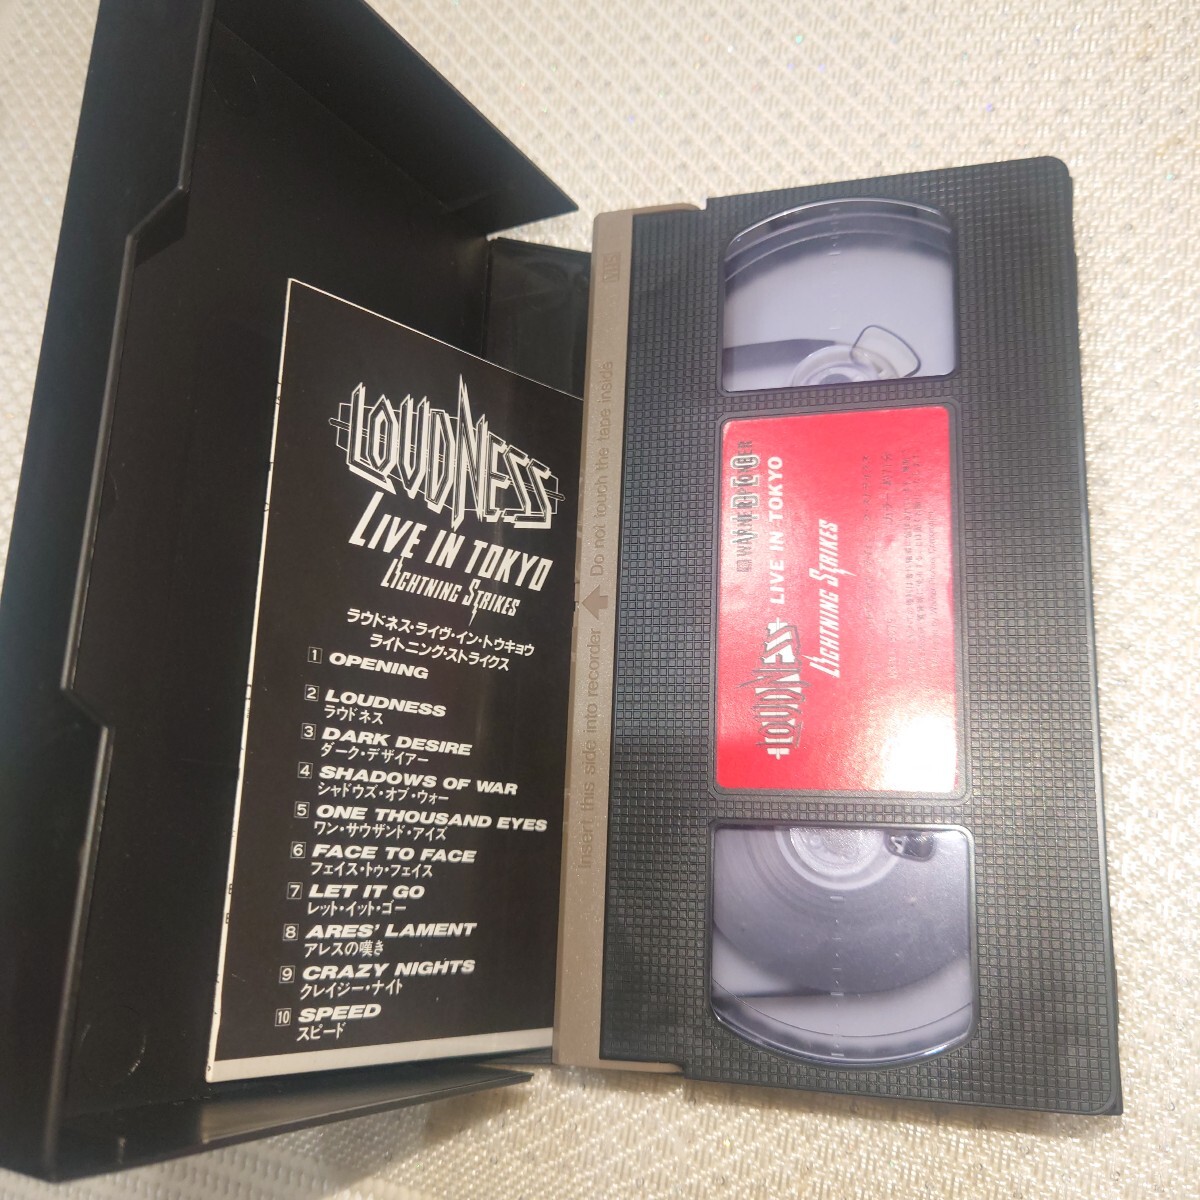 LOUDNESS
LIVE IN TOKYO
LIGHTNING STRIKES
ラウドネス・ライヴ・イン・トウキョウ
ライトニング・ストライクス
1 OPENING
2 LOUDNESS
ラウドネス
3 DARK DESIRE
ダーク・デザイアー
4 SHADOWS OF WAR
シャドウズ・オブ・ウォー
5 ONE THOUSAND EYES
ワン・サウザンド・アイズ
6 FACE TO FACE
フェイス・トゥ・フェイス
7 LET IT GO
レット・イット・ゴー
8 ARES' LAMENT
アレスの嘆き
9 CRAZY NIGHTS
クレイジー・ナイト
10 SPEED
スピード
Insert this side into recorder Do not touch the tape inside
LOUDNESS LIVE IN TOKYO
LIGHTNING STRIKES